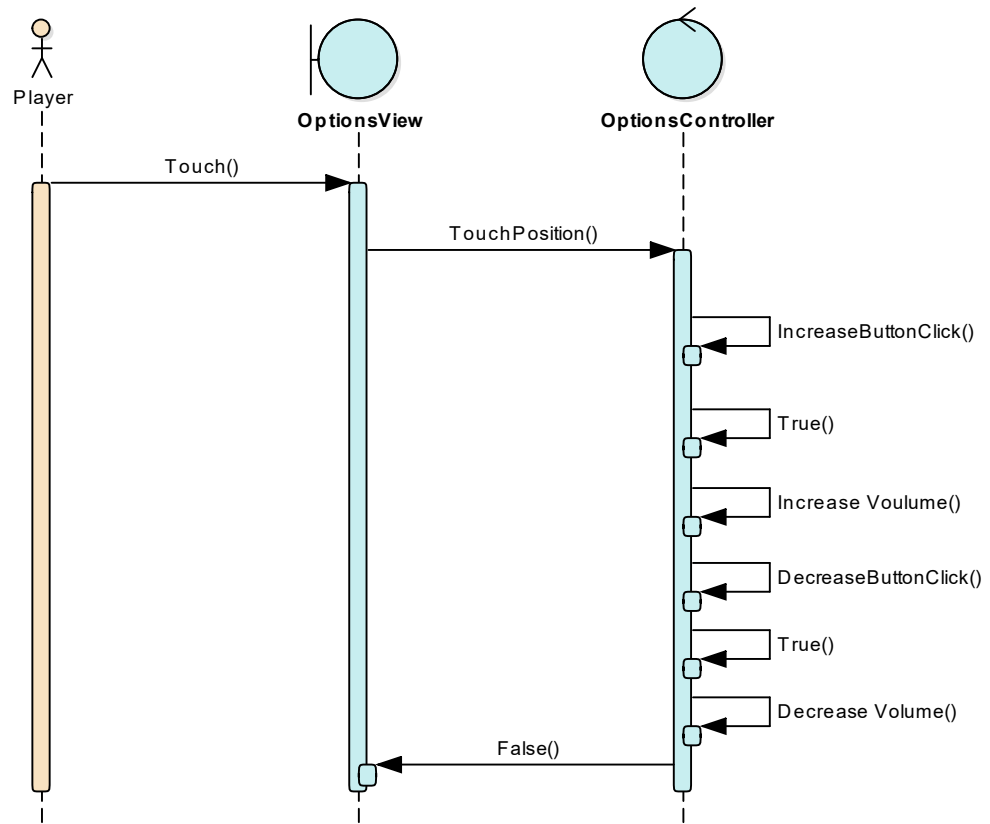 Player
OptionsView
OptionsController
Touch()
TouchPosition()
IncreaseButtonClick()
True()
Increase Voulume()
DecreaseButtonClick()
True()
Decrease Volume()
False()